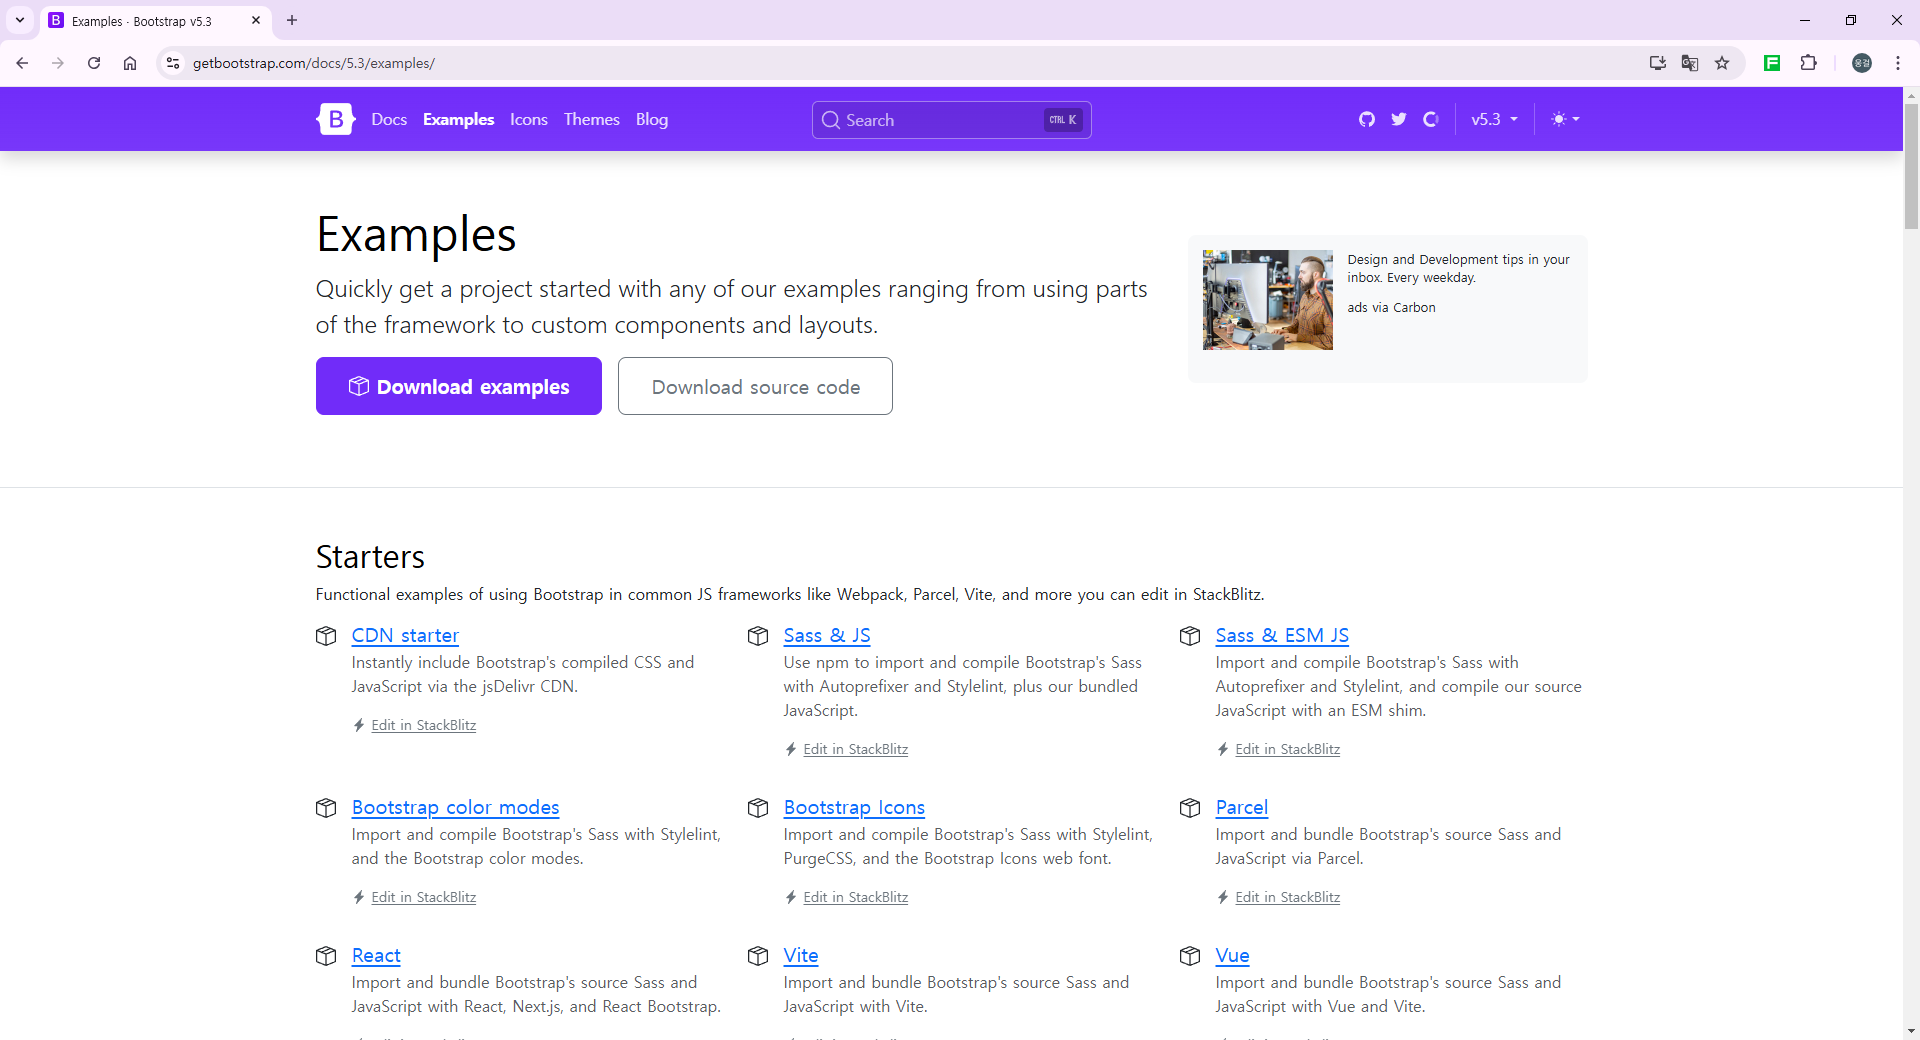 Examples · Bootstrap v5.3
getbootstrap.com/docs/5.3/examples/
B Docs Examples Icons Themes Blog Search CTRL K v5.3
Examples
Quickly get a project started with any of our examples ranging from using parts
of the framework to custom components and layouts.
Download examples Download source code
Design and Development tips in your
inbox. Every weekday.
ads via Carbon
Starters
Functional examples of using Bootstrap in common JS frameworks like Webpack, Parcel, Vite, and more you can edit in StackBlitz.
CDN starter
Instantly include Bootstrap's compiled CSS and
JavaScript via the jsDelivr CDN.
Edit in StackBlitz
Sass & JS
Use npm to import and compile Bootstrap's Sass
with Autoprefixer and Stylelint, plus our bundled
JavaScript.
Edit in StackBlitz
Sass & ESM JS
Import and compile Bootstrap's Sass with
Autoprefixer and Stylelint, and compile our source
JavaScript with an ESM shim.
Edit in StackBlitz
Bootstrap color modes
Import and compile Bootstrap's Sass with Stylelint,
and the Bootstrap color modes.
Edit in StackBlitz
Bootstrap Icons
Import and compile Bootstrap's Sass with Stylelint,
PurgeCSS, and the Bootstrap Icons web font.
Edit in StackBlitz
Parcel
Import and bundle Bootstrap's source Sass and
JavaScript via Parcel.
Edit in StackBlitz
React
Import and bundle Bootstrap's source Sass and
JavaScript with React, Next.js, and React Bootstrap.
Vite
Import and bundle Bootstrap's source Sass and
JavaScript with Vite.
Vue
Import and bundle Bootstrap's source Sass and
JavaScript with Vue and Vite.